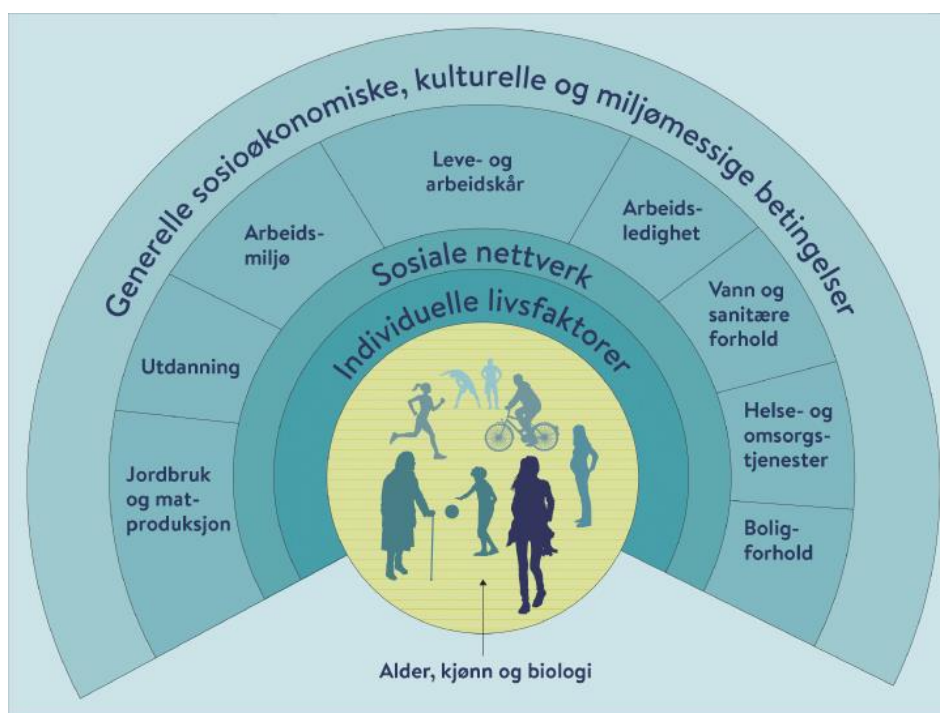 Generelle sosioøkonomiske, kulturelle og miljømessige betingelser
Leve- og
arbeidskår
Arbeids-
miljø
Arbeids-
ledighet
Sosiale nettverk
Vann og
sanitære
forhold
Individuelle livsfaktorer
Utdanning
Helse- og
omsorgs-
tjenester
Jordbruk
og mat-
produksjon
Bolig-
forhold
Alder, kjønn og biologi